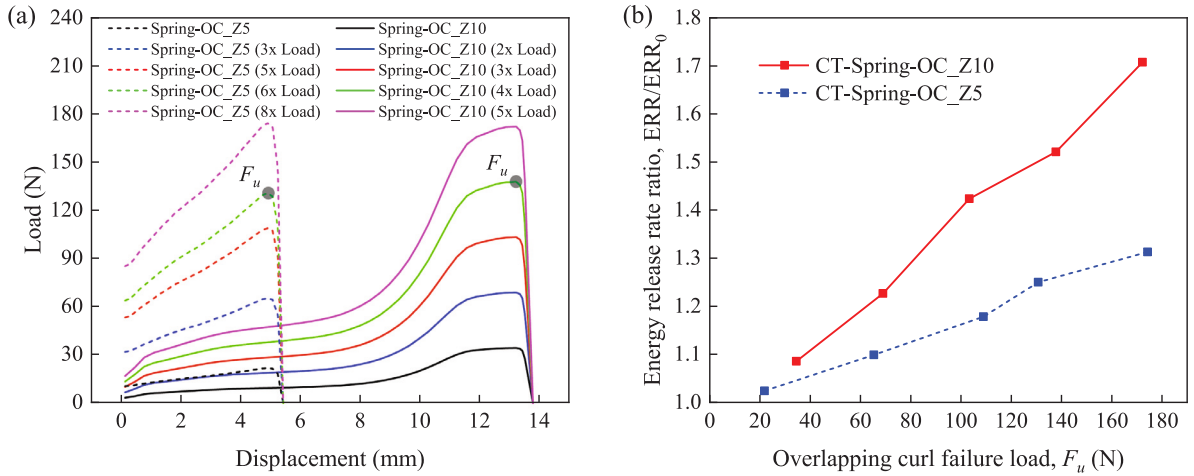 (a)
240
210
180
150
120
90
60
30
0
Load (N)
Spring-OC_Z5
Spring-OC_Z5 (3x Load)
Spring-OC_Z5 (5x Load)
Spring-OC_Z5 (6x Load)
Spring-OC_Z5 (8x Load)
Spring-OC_Z10
Spring-OC_Z10 (2x Load)
Spring-OC_Z10 (3x Load)
Spring-OC_Z10 (4x Load)
Spring-OC_Z10 (5x Load)
F_u
F_u
0 2 4 6 8 10 12 14
Displacement (mm)
(b)
1.8
1.7
1.6
1.5
1.4
1.3
1.2
1.1
1.0
Energy release rate ratio, ERR/ERR₀
CT-Spring-OC_Z10
CT-Spring-OC_Z5
0 20 40 60 80 100 120 140 160 180
Overlapping curl failure load, F_u (N)